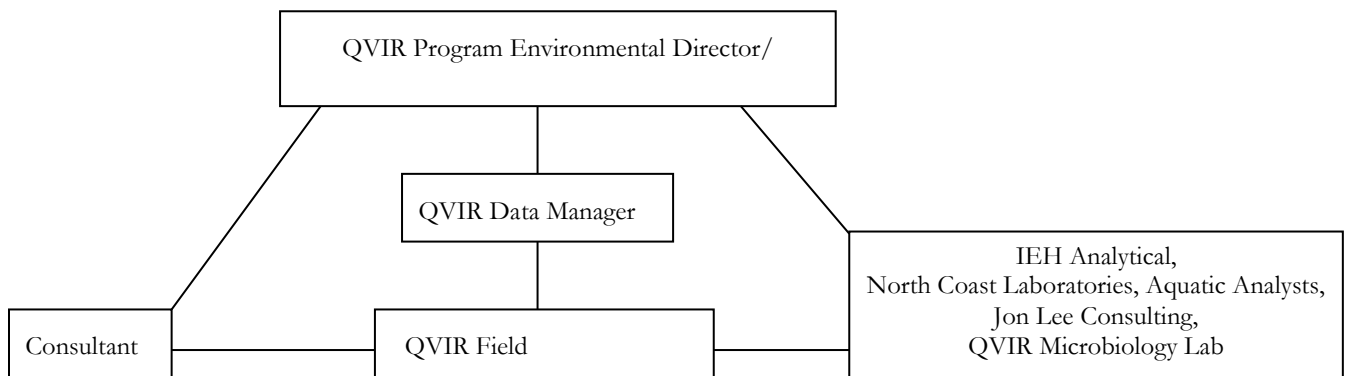 QVIR Program Environmental Director/
QVIR Data Manager
IEH Analytical,
North Coast Laboratories, Aquatic Analysts,
Jon Lee Consulting,
QVIR Microbiology Lab
Consultant
QVIR Field